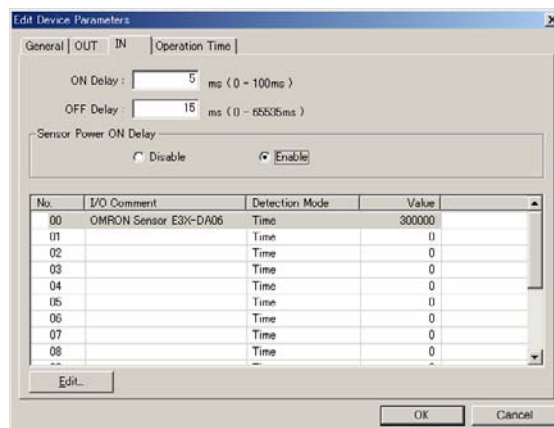 Edit Device Parameters
General OUT IN Operation Time
ON Delay : 5 ms ( 0 - 100ms )
OFF Delay : 15 ms ( 0 - 65535ms )
Sensor Power ON Delay
Disable Enable
No. I/O Comment Detection Mode Value
00 OMRON Sensor E3X-DA06 Time 300000
01 Time 0
02 Time 0
03 Time 0
04 Time 0
05 Time 0
06 Time 0
07 Time 0
08 Time 0
Edit...
OK Cancel